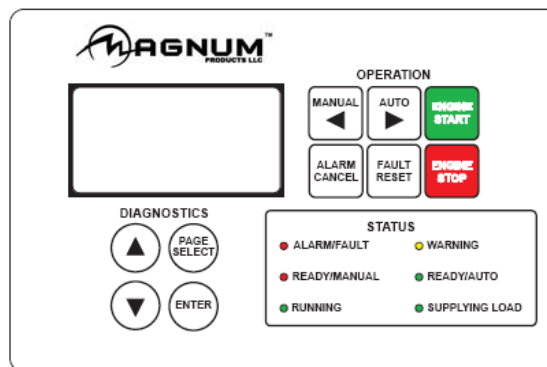 MAGNUM™
PRODUCTS LLC
OPERATION
MANUAL
AUTO
ENGINE
START
ALARM
CANCEL
FAULT
RESET
ENGINE
STOP
DIAGNOSTICS
PAGE
SELECT
ENTER
STATUS
ALARM/FAULT
WARNING
READY/MANUAL
READY/AUTO
RUNNING
SUPPLYING LOAD